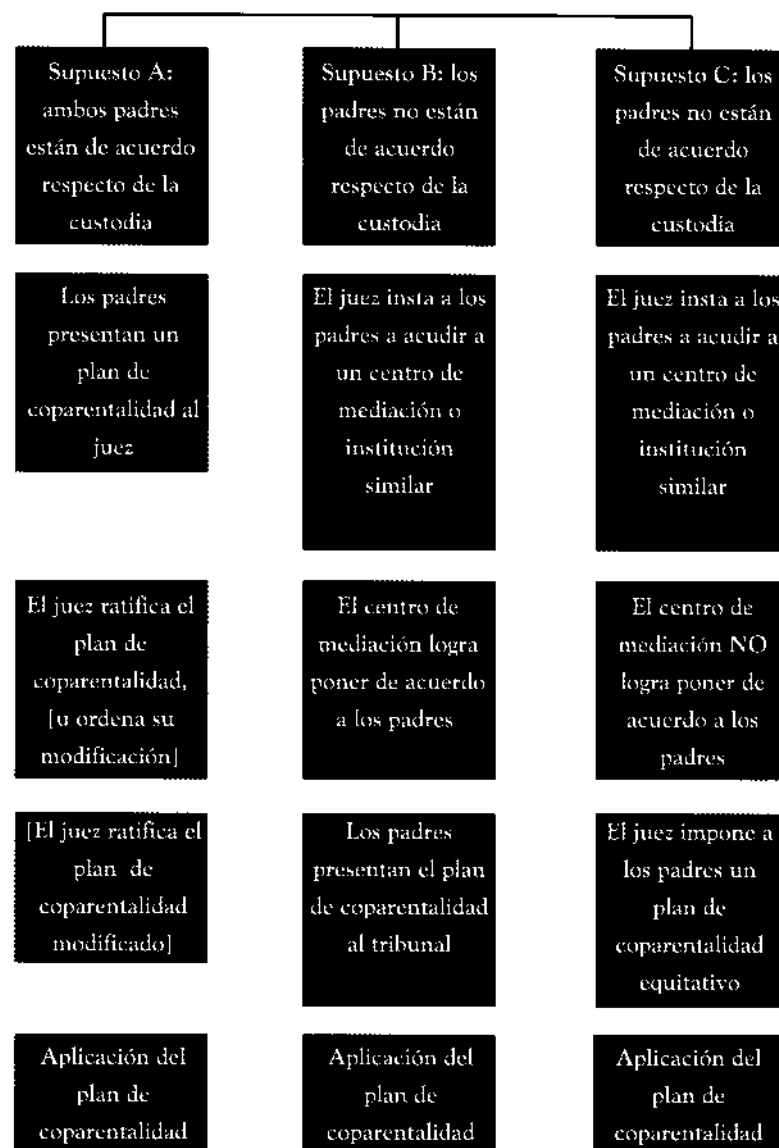 Supuesto A:
ambos padres
están de acuerdo
respecto de la
custodia
Los padres
presentan un
plan de
coparentalidad al
juez
El juez ratifica el
plan de
coparentalidad,
[u ordena su
modificación]
[El juez ratifica el
plan de
coparentalidad
modificado]
Aplicación del
plan de
coparentalidad
Supuesto B: los
padres no están
de acuerdo
respecto de la
custodia
El juez insta a los
padres a acudir a
un centro de
mediación o
institución
similar
El centro de
mediación logra
poner de acuerdo
a los padres
Los padres
presentan el plan
de coparentalidad
al tribunal
Aplicación del
plan de
coparentalidad
Supuesto C: los
padres no están
de acuerdo
respecto de la
custodia
El juez insta a los
padres a acudir a
un centro de
mediación o
institución
similar
El centro de
mediación NO
logra poner de
acuerdo a los
padres
El juez impone a
los padres un
plan de
coparentalidad
equitativo
Aplicación del
plan de
coparentalidad